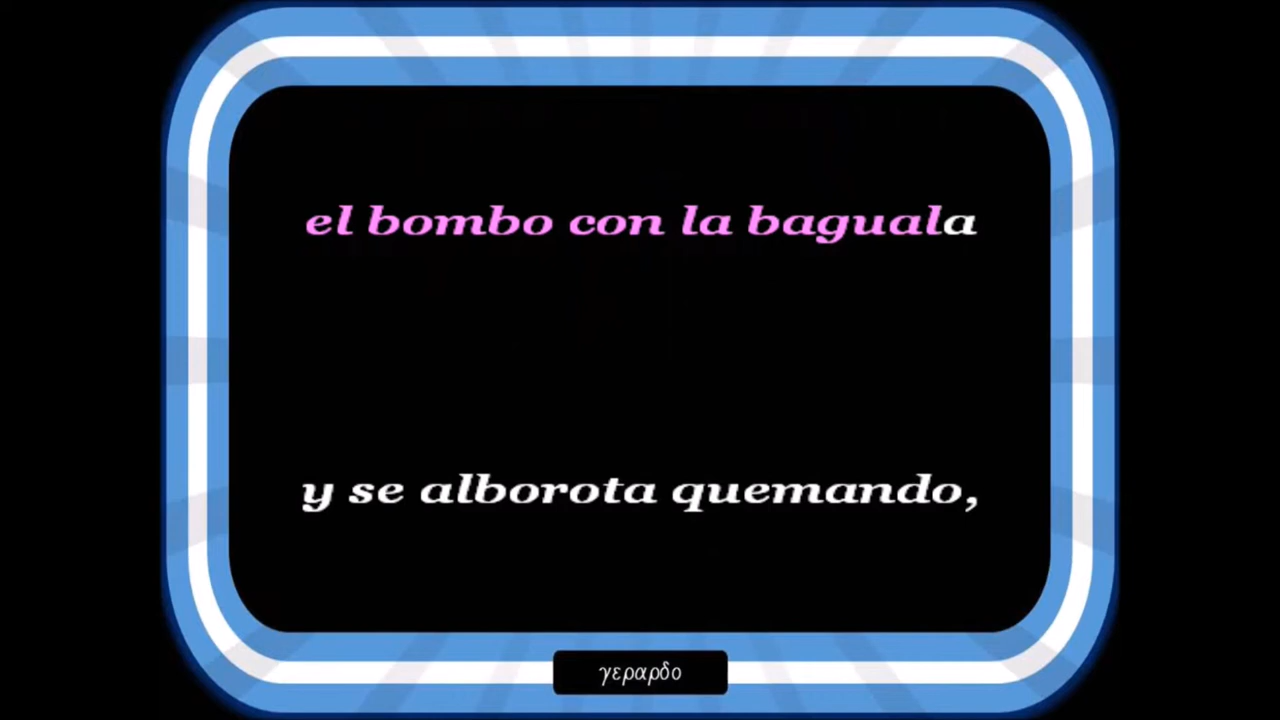 el bombo con la baguala
y se alborota quemando,
γεραρδο